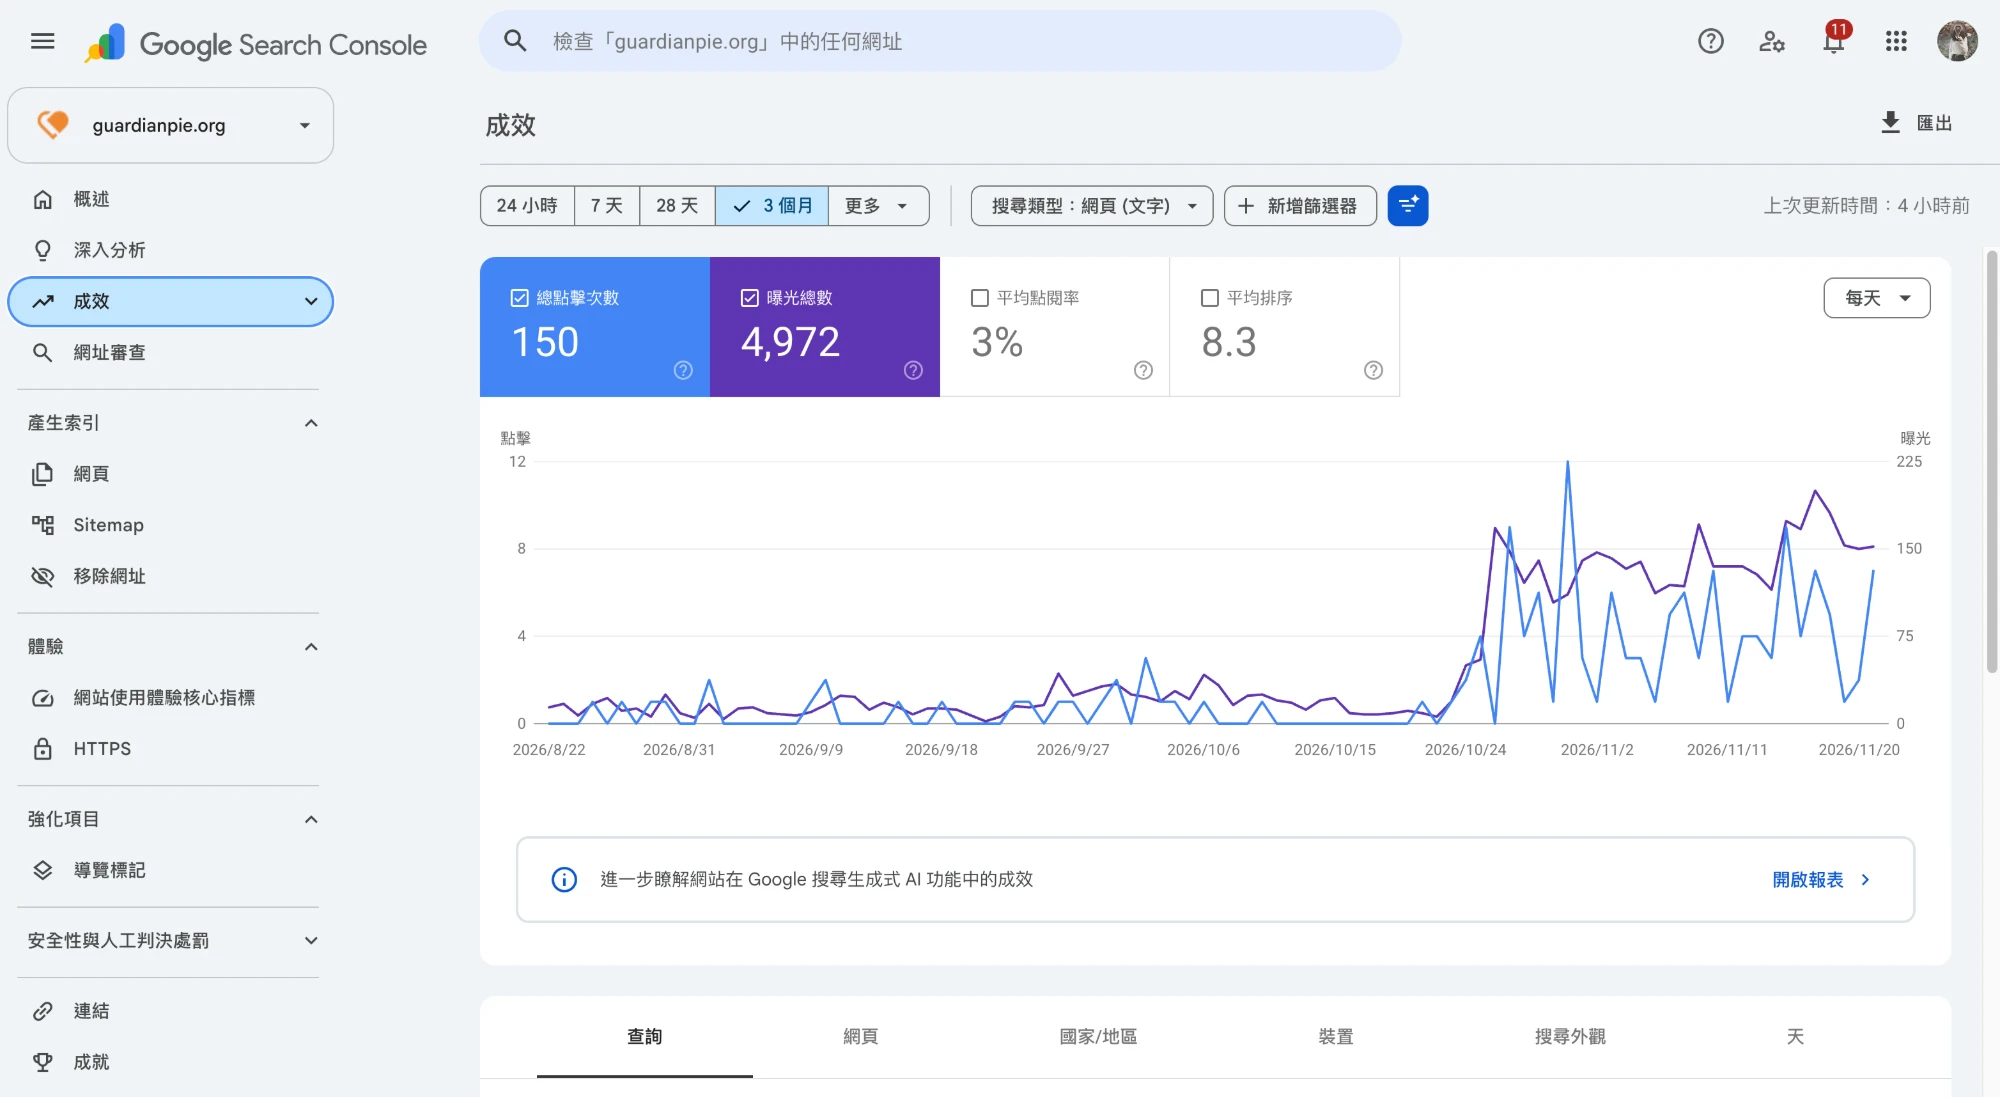 Google Search Console
檢查「guardianpie.org」中的任何網址
11
guardianpie.org
概述
深入分析
成效
網址審查
產生索引
網頁
Sitemap
移除網址
體驗
網站使用體驗核心指標
HTTPS
強化項目
導覽標記
安全性與人工判決處罰
連結
成就
成效
匯出
24 小時
7 天
28 天
3 個月
更多
搜尋類型：網頁 (文字)
新增篩選器
上次更新時間：4 小時前
總點擊次數
150
曝光總數
4,972
平均點閱率
3%
平均排序
8.3
每天
點擊
曝光
12
225
8
150
4
75
0
0
2026/8/22
2026/8/31
2026/9/9
2026/9/18
2026/9/27
2026/10/6
2026/10/15
2026/10/24
2026/11/2
2026/11/11
2026/11/20
進一步瞭解網站在 Google 搜尋生成式 AI 功能中的成效
開啟報表
查詢
網頁
國家/地區
裝置
搜尋外觀
天